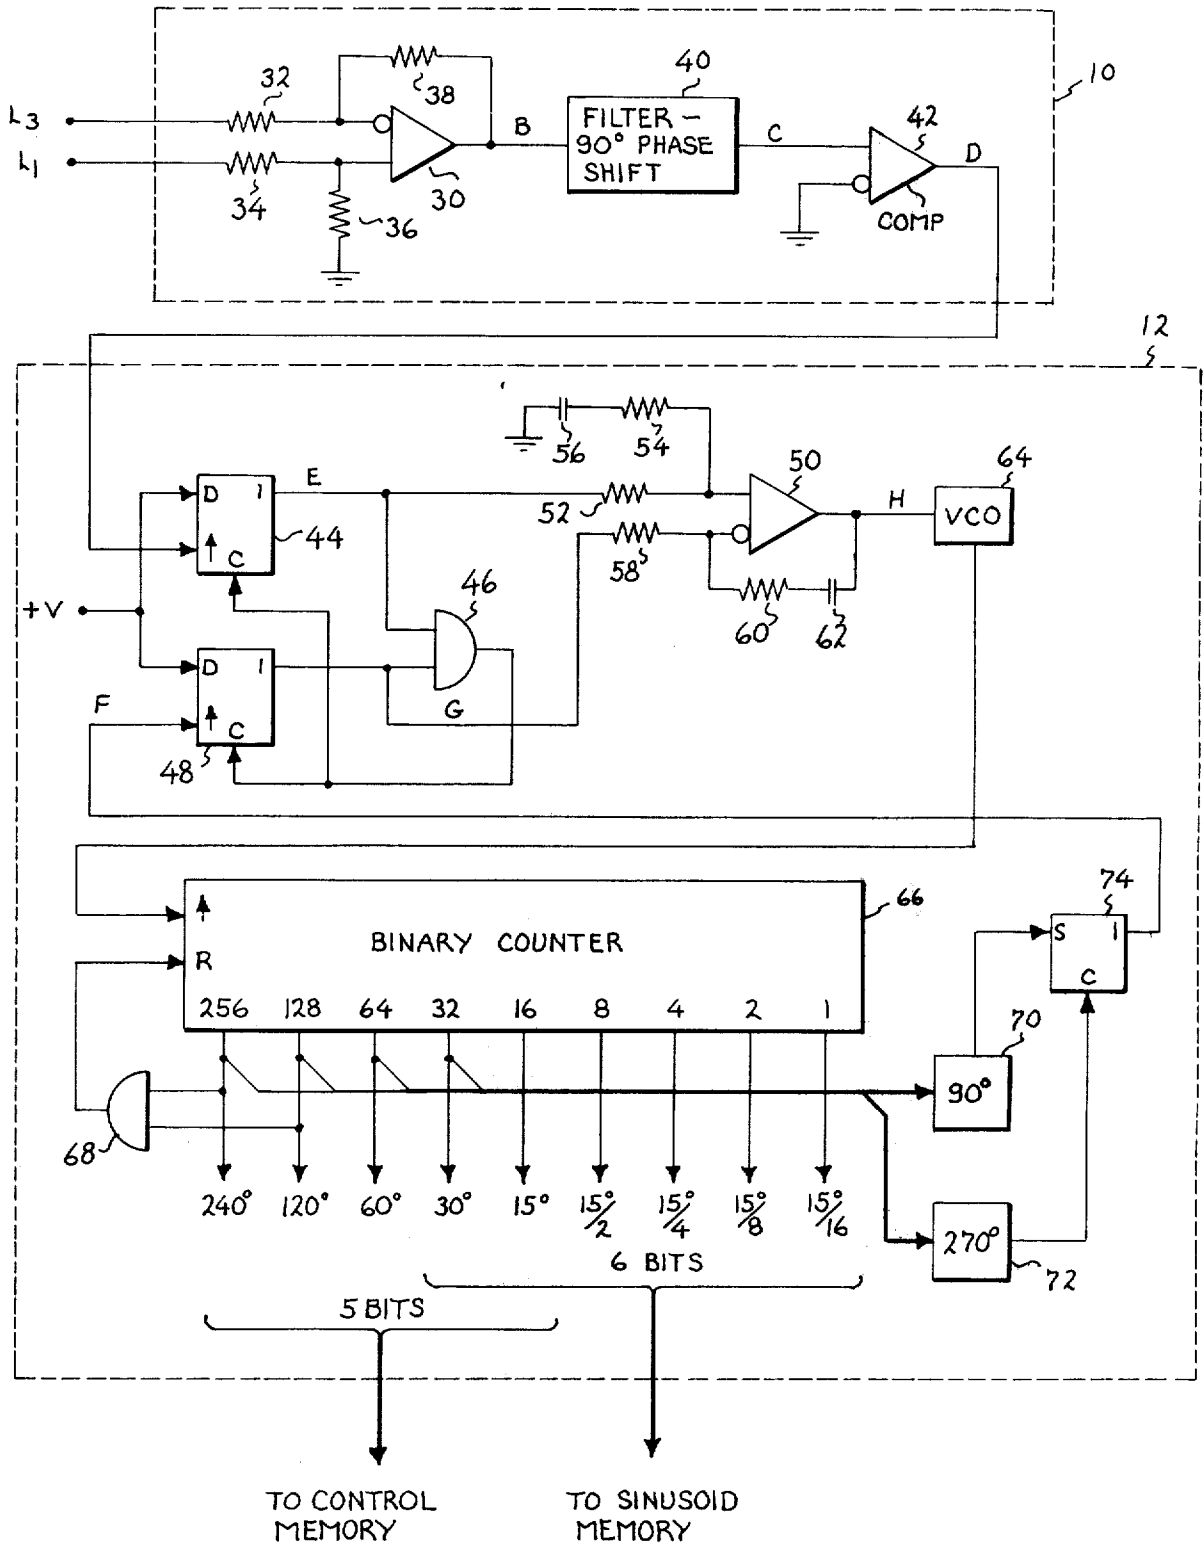 L3
L1
32
34
36
38
30
B
40
FILTER -
90° PHASE
SHIFT
C
42
COMP
D
10
12
+V
D 1
C
44
E
D 1
C
48
F
46
G
56
54
52
58
50
60
62
H
64
VCO
66
BINARY COUNTER
R
256 128 64 32 16 8 4 2 1
68
240° 120° 60° 30° 15° 15°/2 15°/4 15°/8 15°/16
74
S 1
C
70
90°
270°
72
6 BITS
5 BITS
TO CONTROL
MEMORY
TO SINUSOID
MEMORY